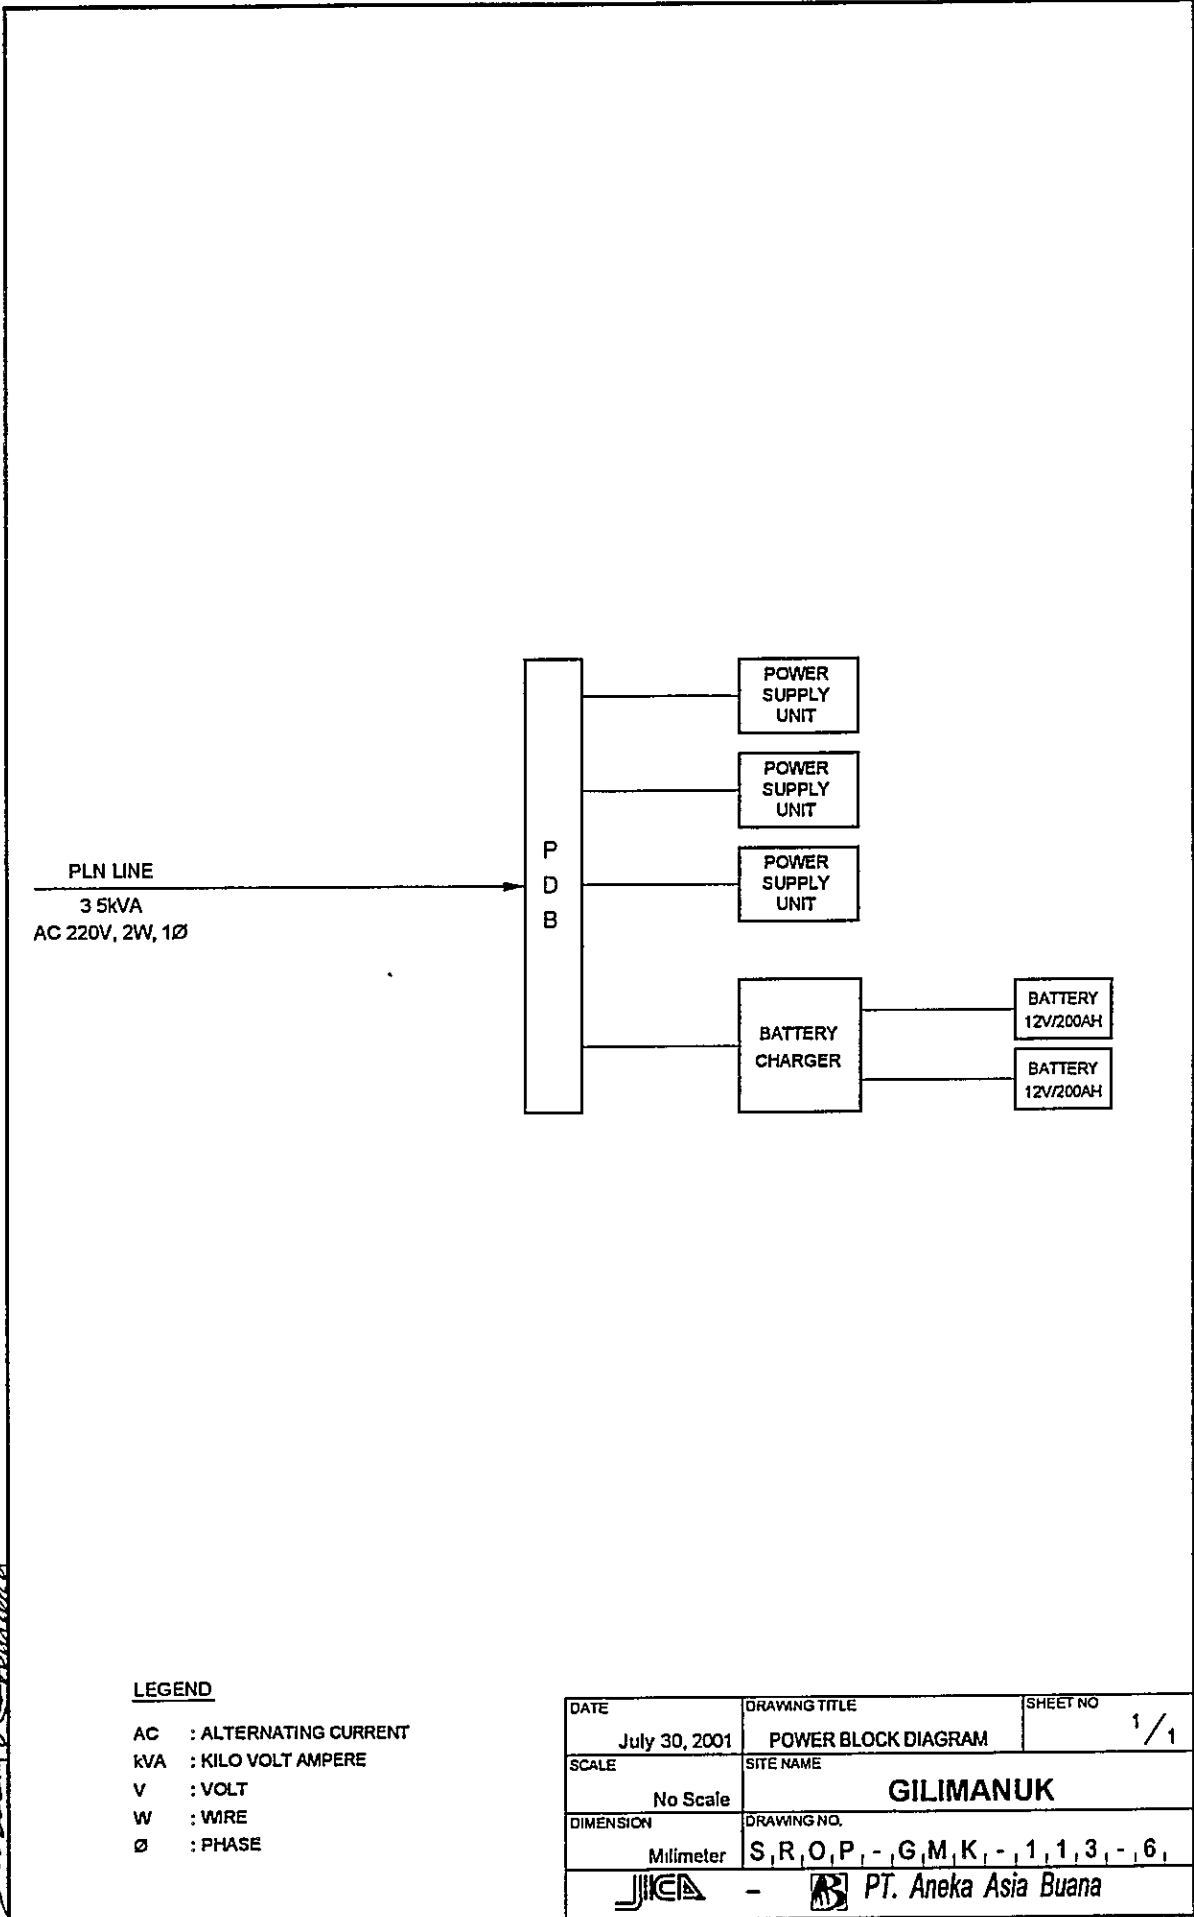 POWER
SUPPLY
UNIT
POWER
SUPPLY
UNIT
POWER
SUPPLY
UNIT
P
D
B
PLN LINE
3 5kVA
AC 220V, 2W, 1Ø
BATTERY
CHARGER
BATTERY
12V/200AH
BATTERY
12V/200AH
LEGEND
AC : ALTERNATING CURRENT
kVA : KILO VOLT AMPERE
V : VOLT
W : WIRE
Ø : PHASE
DATE
July 30, 2001
DRAWING TITLE
POWER BLOCK DIAGRAM
SHEET NO
1/1
SCALE
No Scale
SITE NAME
GILIMANUK
DIMENSION
Milimeter
DRAWING NO.
SROP-GMK-113-6
JICA - PT. Aneka Asia Buana